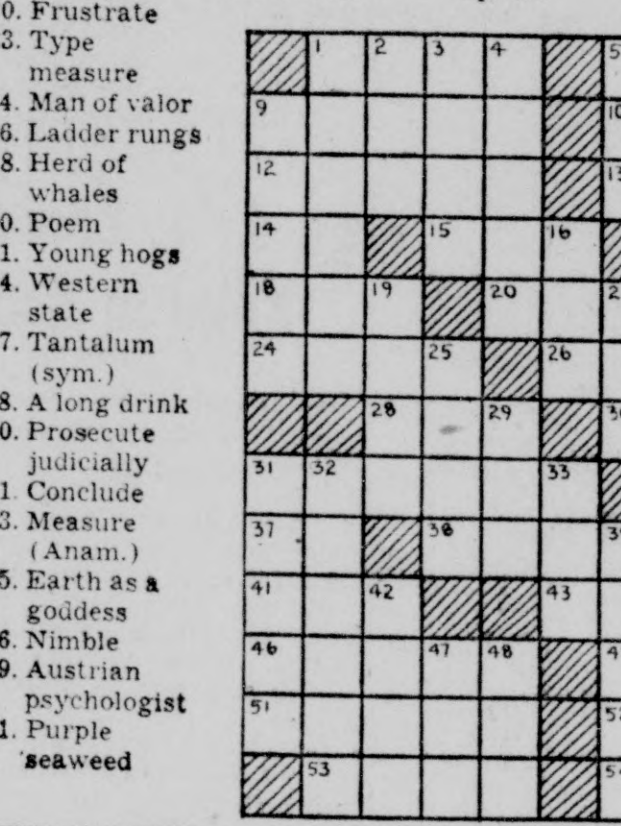 0. Frustrate
3. Type
measure
4. Man of valor
6. Ladder rungs
8. Herd of
whales
0. Poem
1. Young hogs
4. Western
state
7. Tantalum
(sym.)
8. A long drink
0. Prosecute
judicially
1. Conclude
3. Measure
(Anam.)
5. Earth as a
goddess
6. Nimble
9. Austrian
psychologist
1. Purple
seaweed
1 2 3 4 5
9 10
12 13
14 15 16
18 19 20 2
24 25 26
28 29 30
31 32 33
37 38 39
41 42 43
46 47 48 4
51 52
53 54